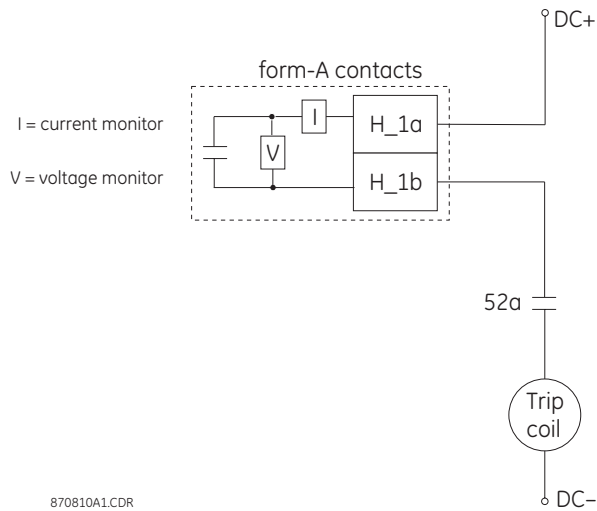 DC+
form-A contacts
I = current monitor
I
H_1a
V
V = voltage monitor
H_1b
52a
Trip
coil
870810A1.CDR
DC–